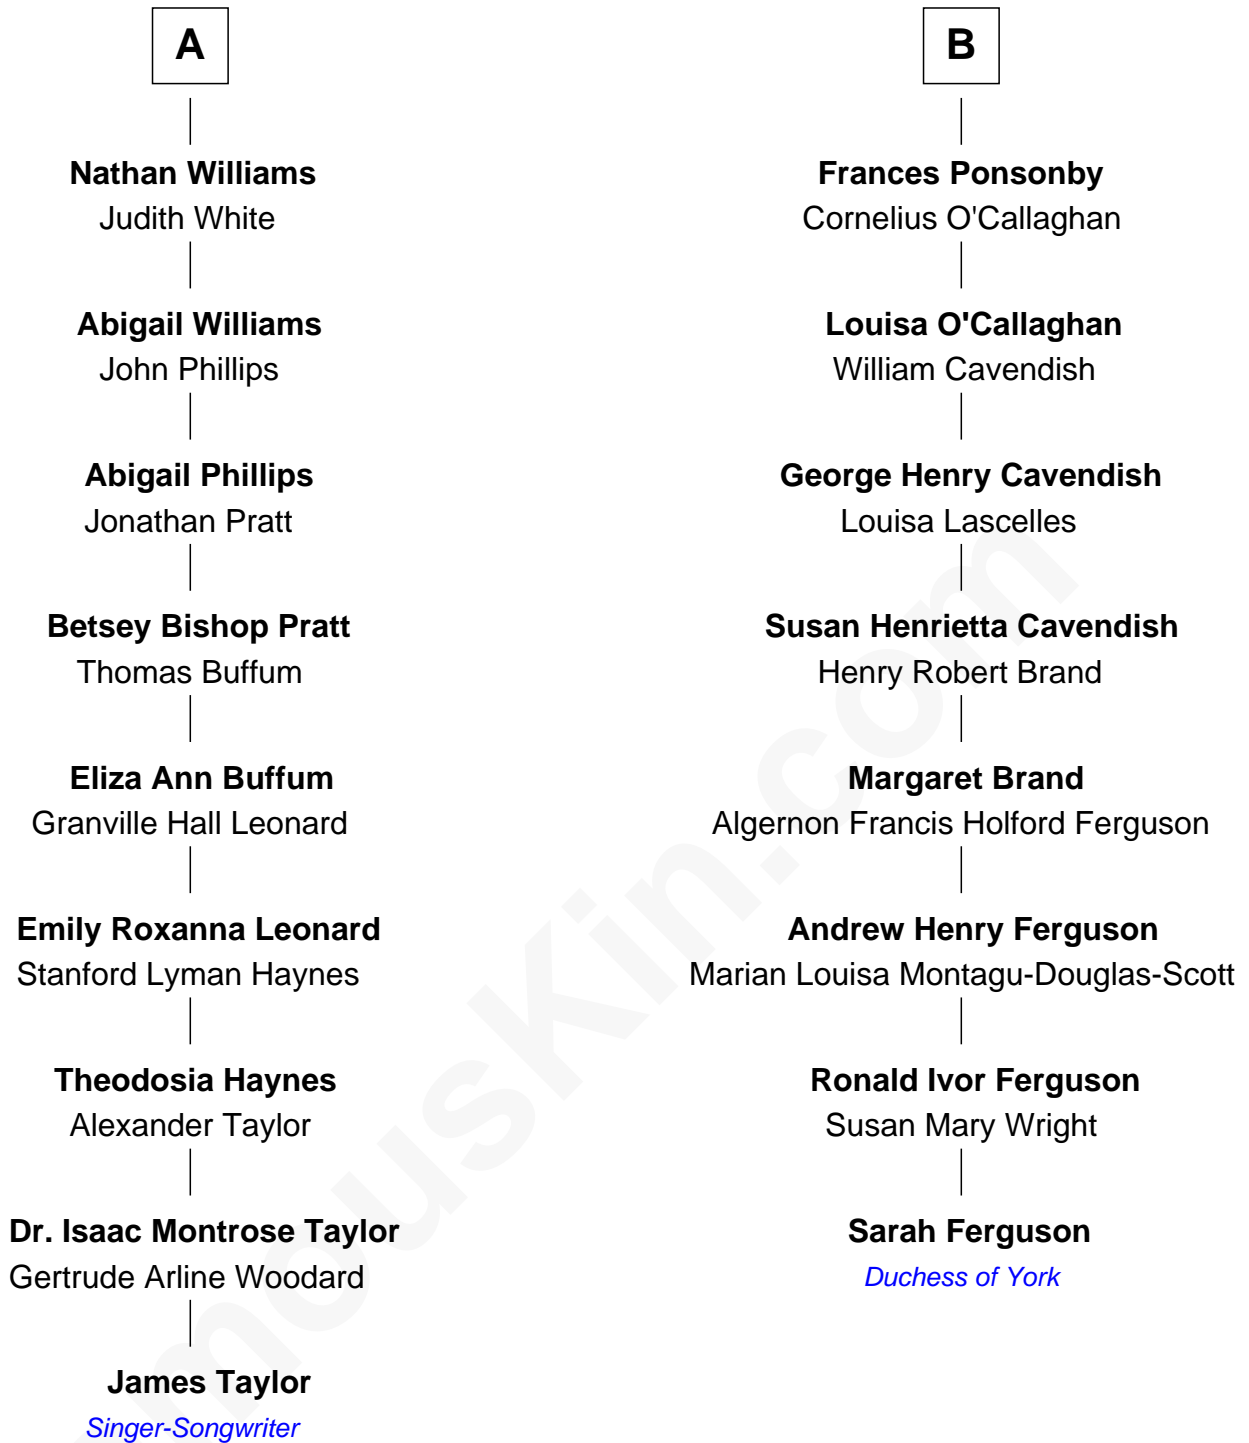 A
Nathan Williams
Judith White
Abigail Williams
John Phillips
Abigail Phillips
Jonathan Pratt
Betsey Bishop Pratt
Thomas Buffum
Eliza Ann Buffum
Granville Hall Leonard
Emily Roxanna Leonard
Stanford Lyman Haynes
Theodosia Haynes
Alexander Taylor
Dr. Isaac Montrose Taylor
Gertrude Arline Woodard
James Taylor
Singer-Songwriter
B
Frances Ponsonby
Cornelius O'Callaghan
Louisa O'Callaghan
William Cavendish
George Henry Cavendish
Louisa Lascelles
Susan Henrietta Cavendish
Henry Robert Brand
Margaret Brand
Algernon Francis Holford Ferguson
Andrew Henry Ferguson
Marian Louisa Montagu-Douglas-Scott
Ronald Ivor Ferguson
Susan Mary Wright
Sarah Ferguson
Duchess of York
mousKin.com